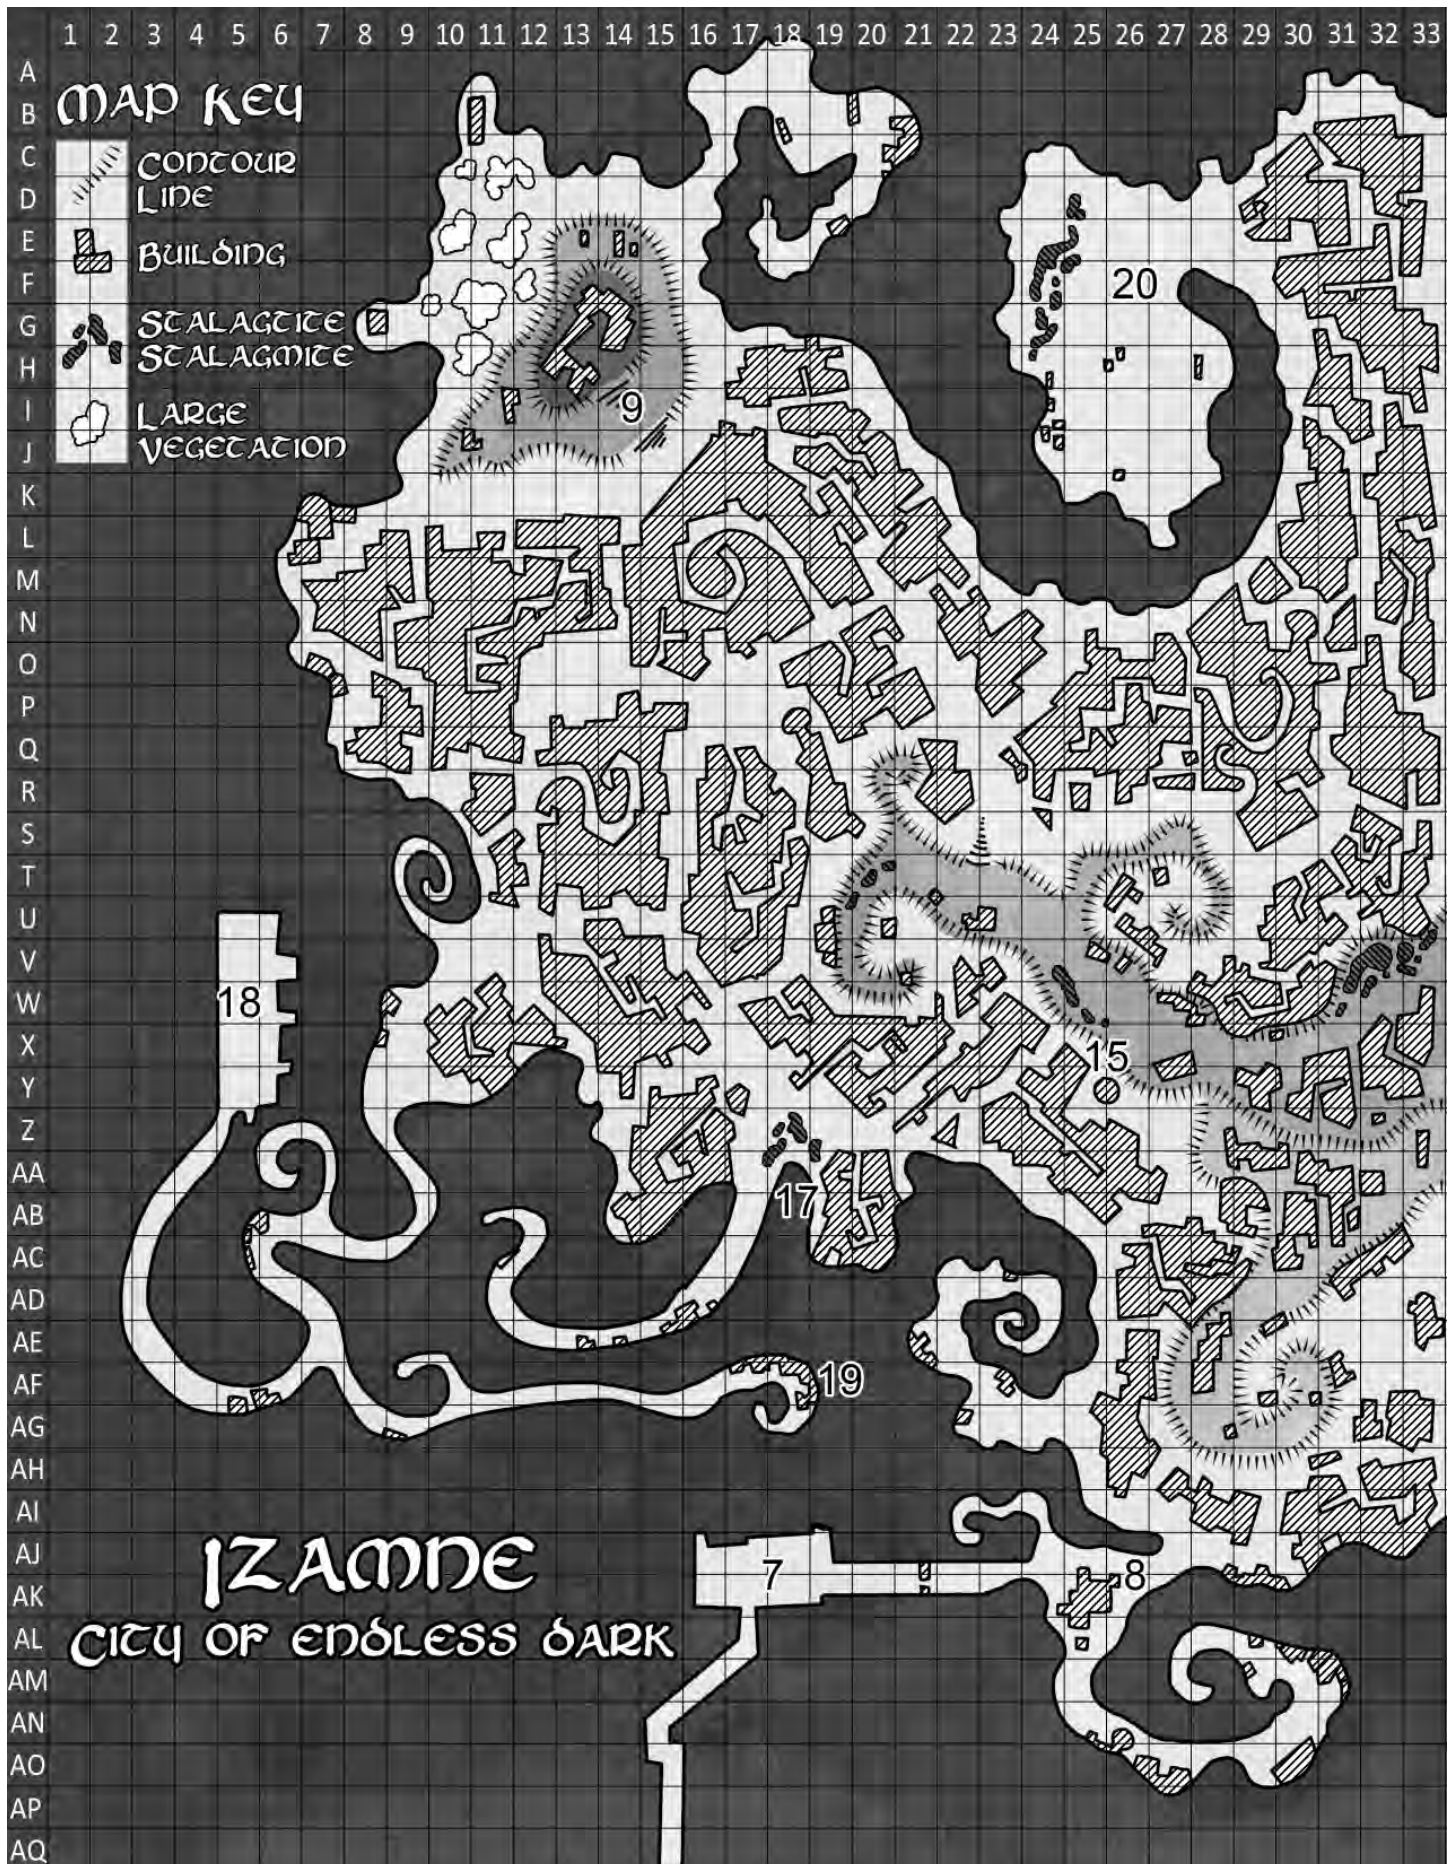 1 2 3 4 5 6 7 8 9 10 11 12 13 14 15 16 17 18 19 20 21 22 23 24 25 26 27 28 29 30 31 32 33
A
MAP KEY
B
C
CONTOUR
LINE
D
E
BUILDING
F
20
G
STALAGTITE
STALAGMITE
H
I
9
LARGE
VEGETATION
J
K
L
M
N
O
P
Q
R
S
T
U
V
W
18
X
15
Y
Z
AA
AB
17
AC
AD
AE
AF
19
AG
AH
AI
AJ
IZAMNE
7
8
AK
AL
CITY OF ENDLESS DARK
AM
AN
AO
AP
AQ